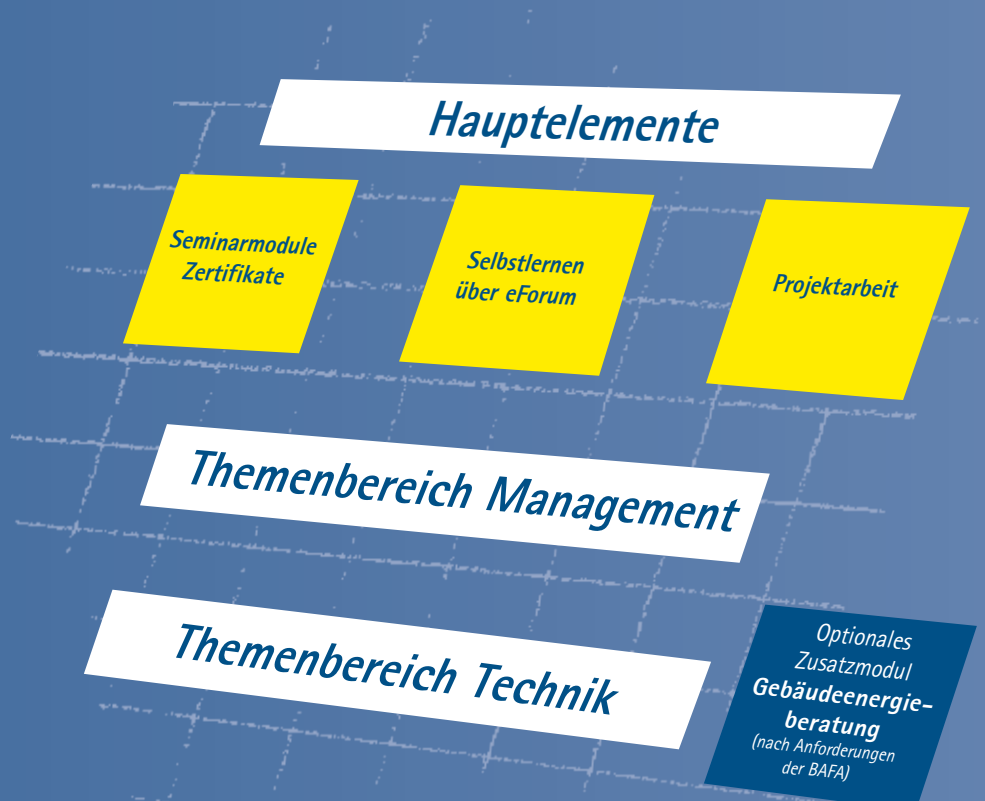 Hauptelemente
Seminarmodule
Zertifikate
Selbstlernen
über eForum
Projektarbeit
Themenbereich Management
Themenbereich Technik
Optionales
Zusatzmodul
Gebäudeenergie-
beratung
(nach Anforderungen
der BAFA)